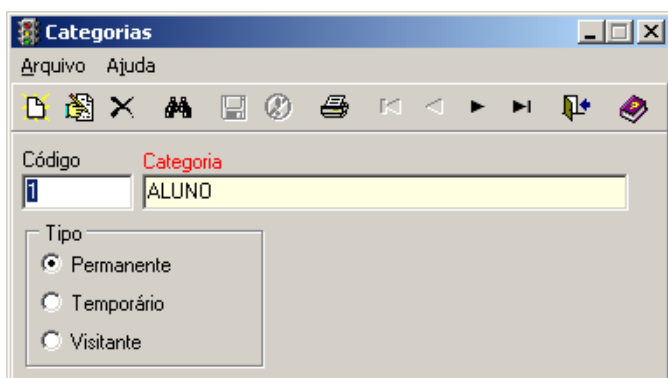 Categorias
Arquivo Ajuda
Código Categoria
1 ALUNO
Tipo
Permanente
Temporário
Visitante